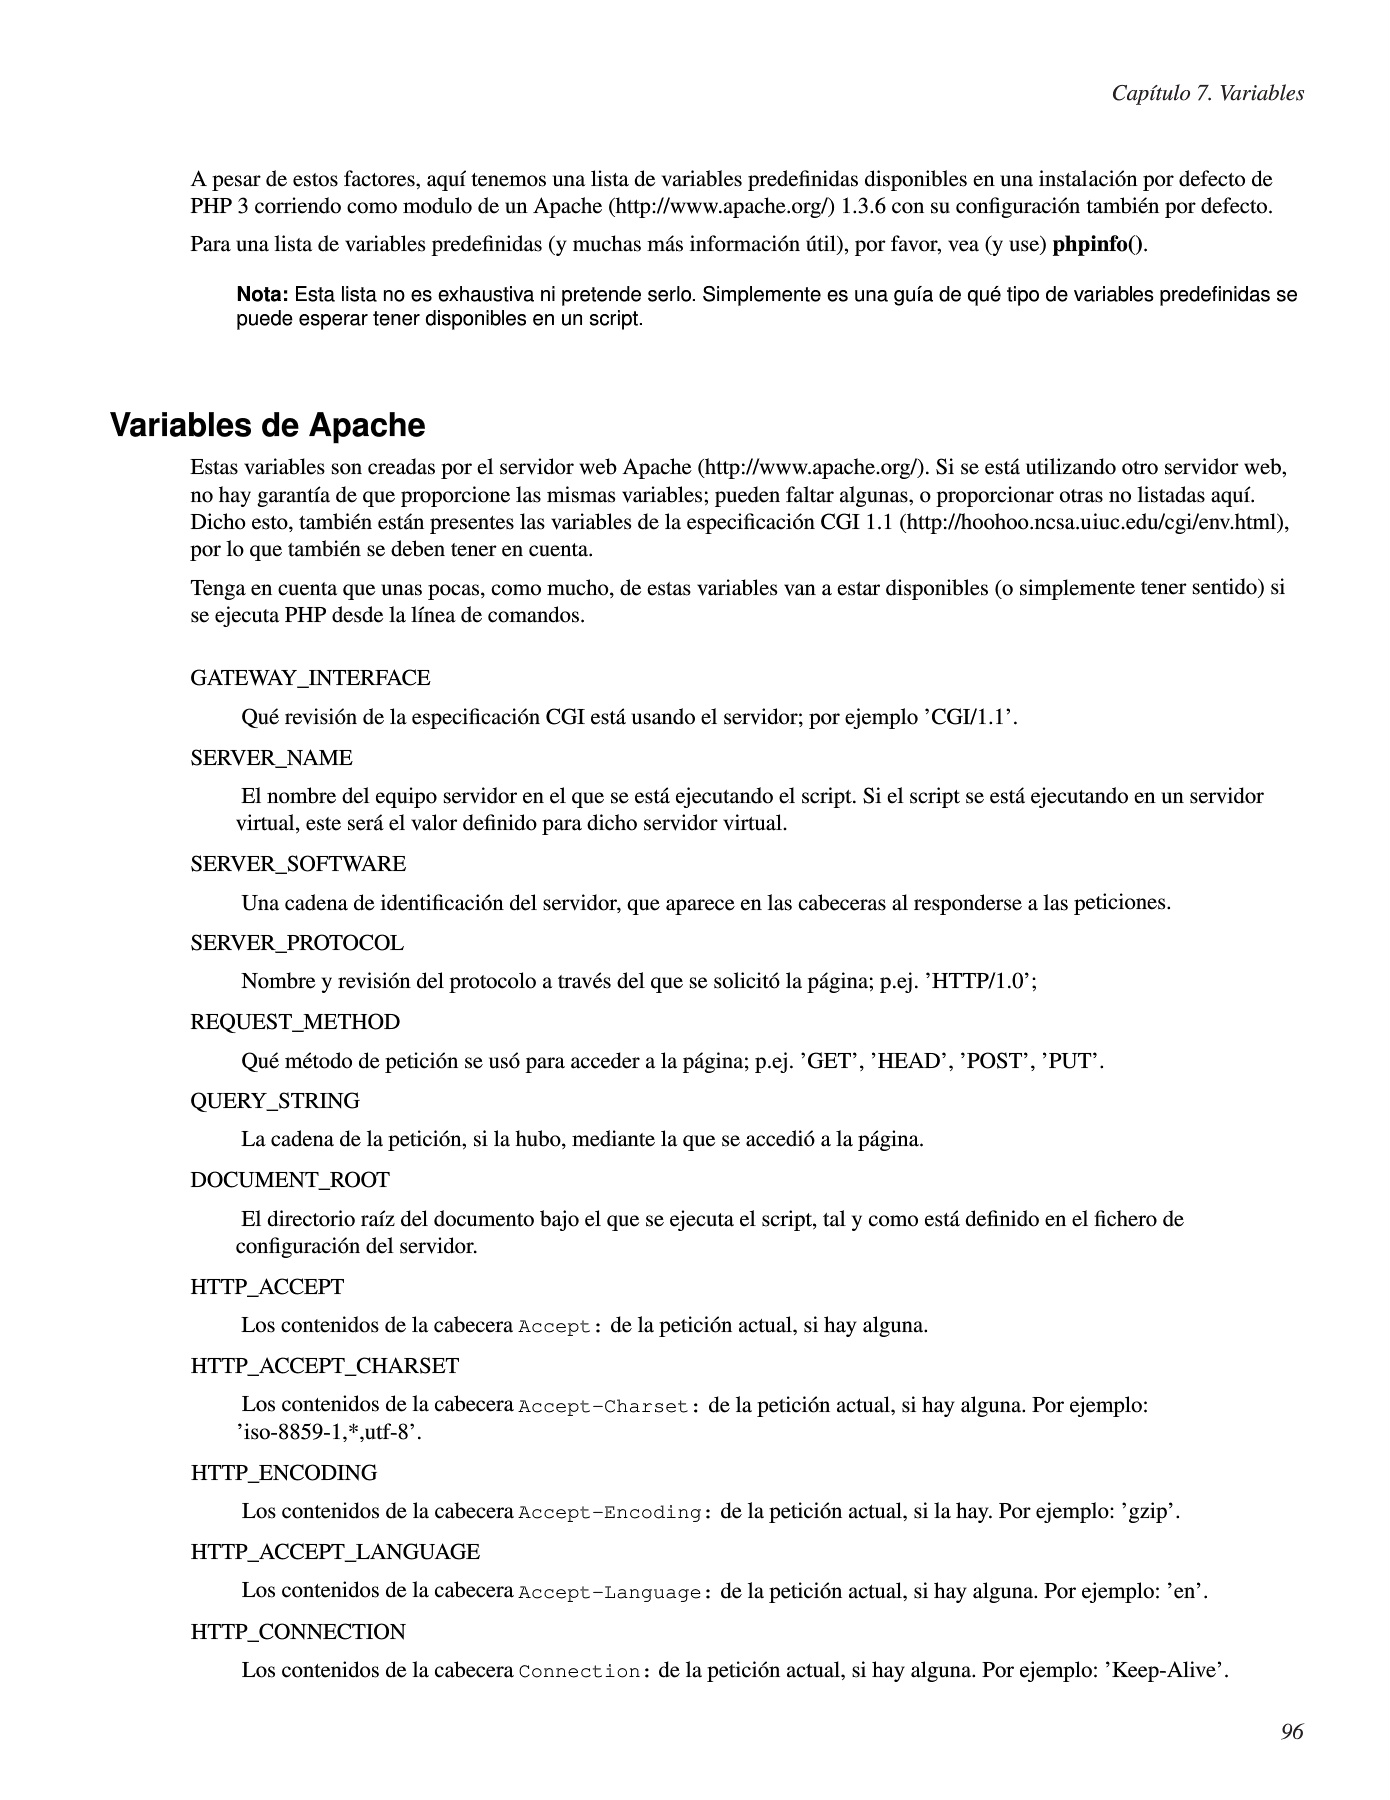 Capítulo 7. Variables
A pesar de estos factores, aquí tenemos una lista de variables predefinidas disponibles en una instalación por defecto de
PHP 3 corriendo como modulo de un Apache (http://www.apache.org/) 1.3.6 con su configuración también por defecto.
Para una lista de variables predefinidas (y muchas más información útil), por favor, vea (y use) phpinfo().
Nota: Esta lista no es exhaustiva ni pretende serlo. Simplemente es una guía de qué tipo de variables predefinidas se
puede esperar tener disponibles en un script.
Variables de Apache
Estas variables son creadas por el servidor web Apache (http://www.apache.org/). Si se está utilizando otro servidor web,
no hay garantía de que proporcione las mismas variables; pueden faltar algunas, o proporcionar otras no listadas aquí.
Dicho esto, también están presentes las variables de la especificación CGI 1.1 (http://hoohoo.ncsa.uiuc.edu/cgi/env.html),
por lo que también se deben tener en cuenta.
Tenga en cuenta que unas pocas, como mucho, de estas variables van a estar disponibles (o simplemente tener sentido) si
se ejecuta PHP desde la línea de comandos.
GATEWAY_INTERFACE
Qué revisión de la especificación CGI está usando el servidor; por ejemplo ’CGI/1.1’.
SERVER_NAME
El nombre del equipo servidor en el que se está ejecutando el script. Si el script se está ejecutando en un servidor
virtual, este será el valor definido para dicho servidor virtual.
SERVER_SOFTWARE
Una cadena de identificación del servidor, que aparece en las cabeceras al responderse a las peticiones.
SERVER_PROTOCOL
Nombre y revisión del protocolo a través del que se solicitó la página; p.ej. ’HTTP/1.0’;
REQUEST_METHOD
Qué método de petición se usó para acceder a la página; p.ej. ’GET’, ’HEAD’, ’POST’, ’PUT’.
QUERY_STRING
La cadena de la petición, si la hubo, mediante la que se accedió a la página.
DOCUMENT_ROOT
El directorio raíz del documento bajo el que se ejecuta el script, tal y como está definido en el fichero de
configuración del servidor.
HTTP_ACCEPT
Los contenidos de la cabecera Accept: de la petición actual, si hay alguna.
HTTP_ACCEPT_CHARSET
Los contenidos de la cabecera Accept-Charset: de la petición actual, si hay alguna. Por ejemplo:
’iso-8859-1,*,utf-8’.
HTTP_ENCODING
Los contenidos de la cabecera Accept-Encoding: de la petición actual, si la hay. Por ejemplo: ’gzip’.
HTTP_ACCEPT_LANGUAGE
Los contenidos de la cabecera Accept-Language: de la petición actual, si hay alguna. Por ejemplo: ’en’.
HTTP_CONNECTION
Los contenidos de la cabecera Connection: de la petición actual, si hay alguna. Por ejemplo: ’Keep-Alive’.
96